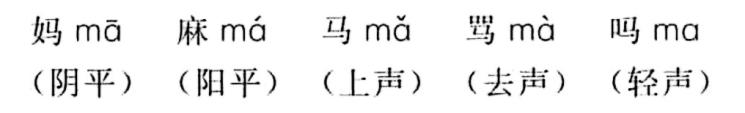 妈 mā 麻 má 马 mǎ 骂 mà 吗 ma
（阴平） （阳平） （上声） （去声） （轻声）